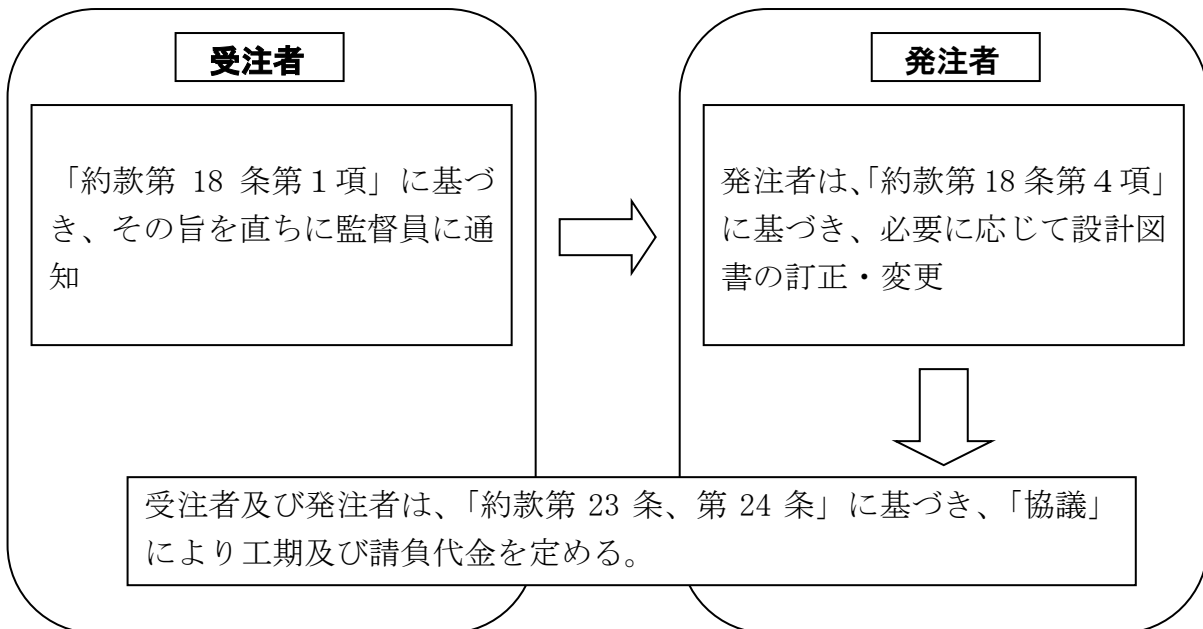 受注者
「約款第 18 条第１項」に基づ
き、その旨を直ちに監督員に通
知
発注者
発注者は、「約款第 18 条第４項」
に基づき、必要に応じて設計図
書の訂正・変更
受注者及び発注者は、「約款第 23 条、第 24 条」に基づき、「協議」
により工期及び請負代金を定める。